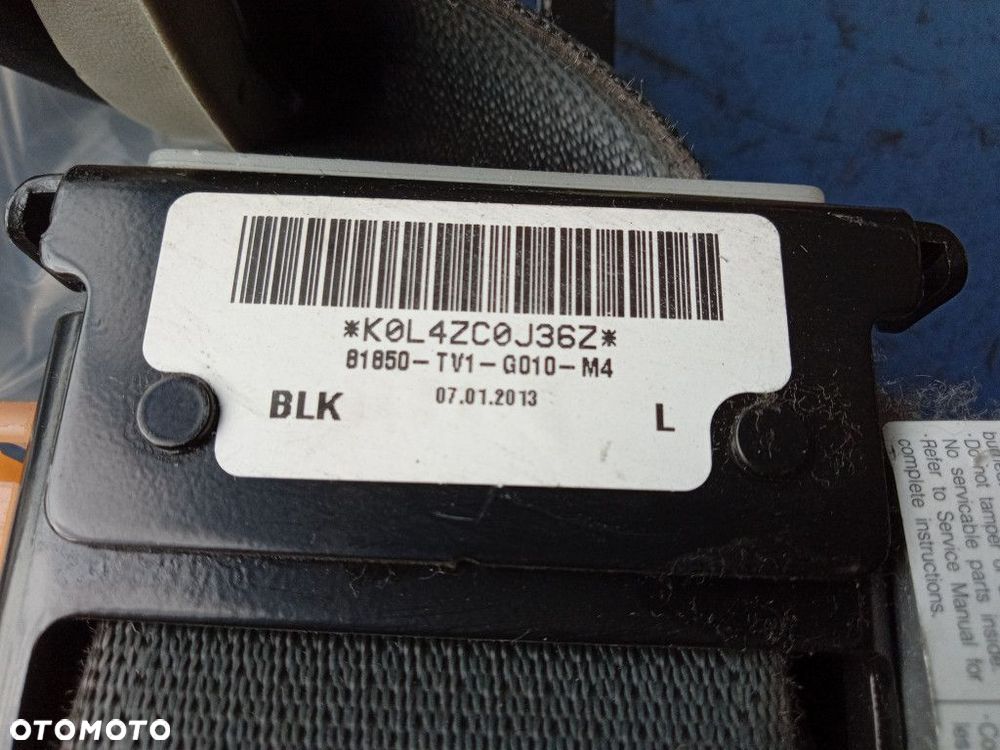 *K0L4ZC0J36Z*
81850-TV1-G010-M4
07.01.2013
BLK
L
·Do not tamper or
No servicable parts inside-
·Refer to Service Manual for
complete instructions.
OTOMOTO